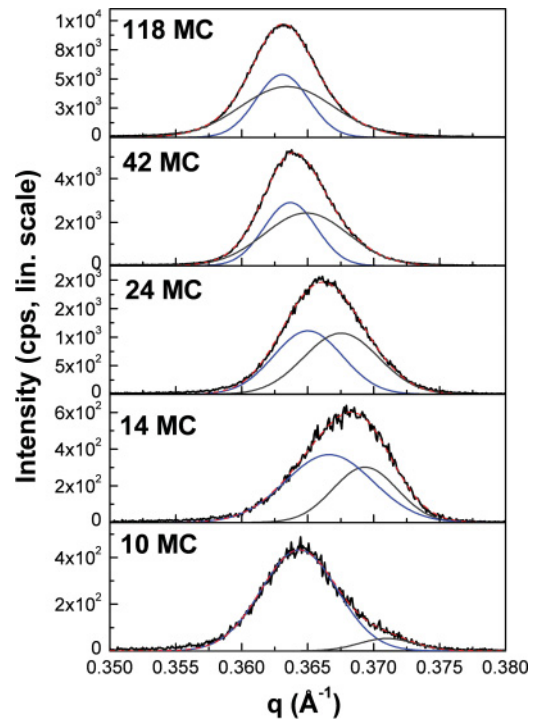 Intensity (cps, lin. scale)
118 MC
1x10⁴
8x10³
5x10³
3x10³
0
42 MC
4x10³
2x10³
0
24 MC
2x10³
2x10³
1x10³
5x10²
0
14 MC
6x10²
4x10²
2x10²
0
10 MC
4x10²
2x10²
0
0.350 0.355 0.360 0.365 0.370 0.375 0.380
q (Å⁻¹)